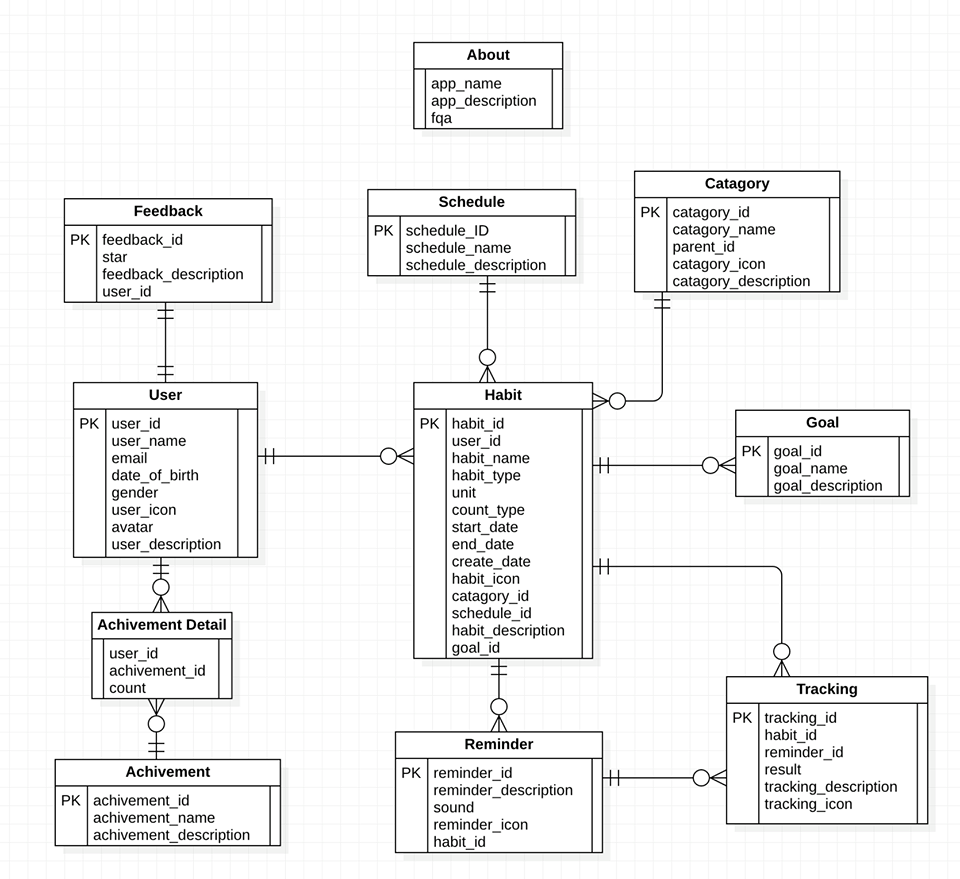 About
app_name
app_description
fqa
Feedback
PK feedback_id
star
feedback_description
user_id
Schedule
PK schedule_ID
schedule_name
schedule_description
Catagory
PK catagory_id
catagory_name
parent_id
catagory_icon
catagory_description
User
PK user_id
user_name
email
date_of_birth
gender
user_icon
avatar
user_description
Habit
PK habit_id
user_id
habit_name
habit_type
unit
count_type
start_date
end_date
create_date
habit_icon
catagory_id
schedule_id
habit_description
goal_id
Goal
PK goal_id
goal_name
goal_description
Achivement Detail
user_id
achivement_id
count
Achivement
PK achivement_id
achivement_name
achivement_description
Reminder
PK reminder_id
reminder_description
sound
reminder_icon
habit_id
Tracking
PK tracking_id
habit_id
reminder_id
result
tracking_description
tracking_icon